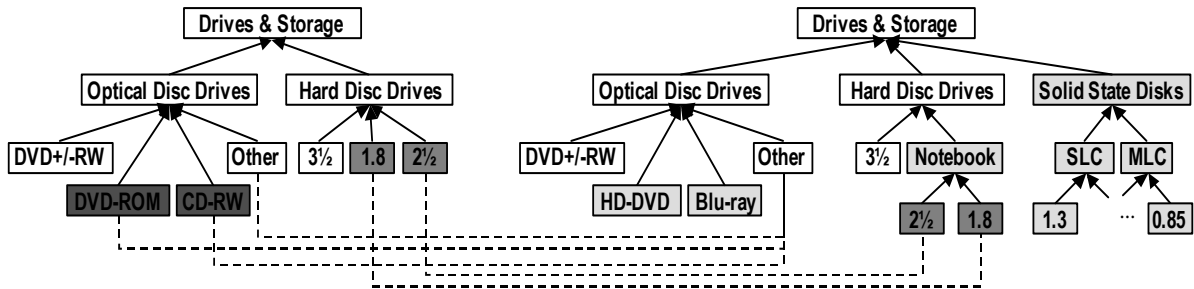 Drives & Storage
Drives & Storage
Optical Disc Drives
Hard Disc Drives
Optical Disc Drives
Hard Disc Drives
Solid State Disks
DVD+/-RW
Other
3½
1.8
2½
DVD+/-RW
Other
3½
Notebook
SLC
MLC
DVD-ROM
CD-RW
HD-DVD
Blu-ray
2½
1.8
1.3
...
0.85